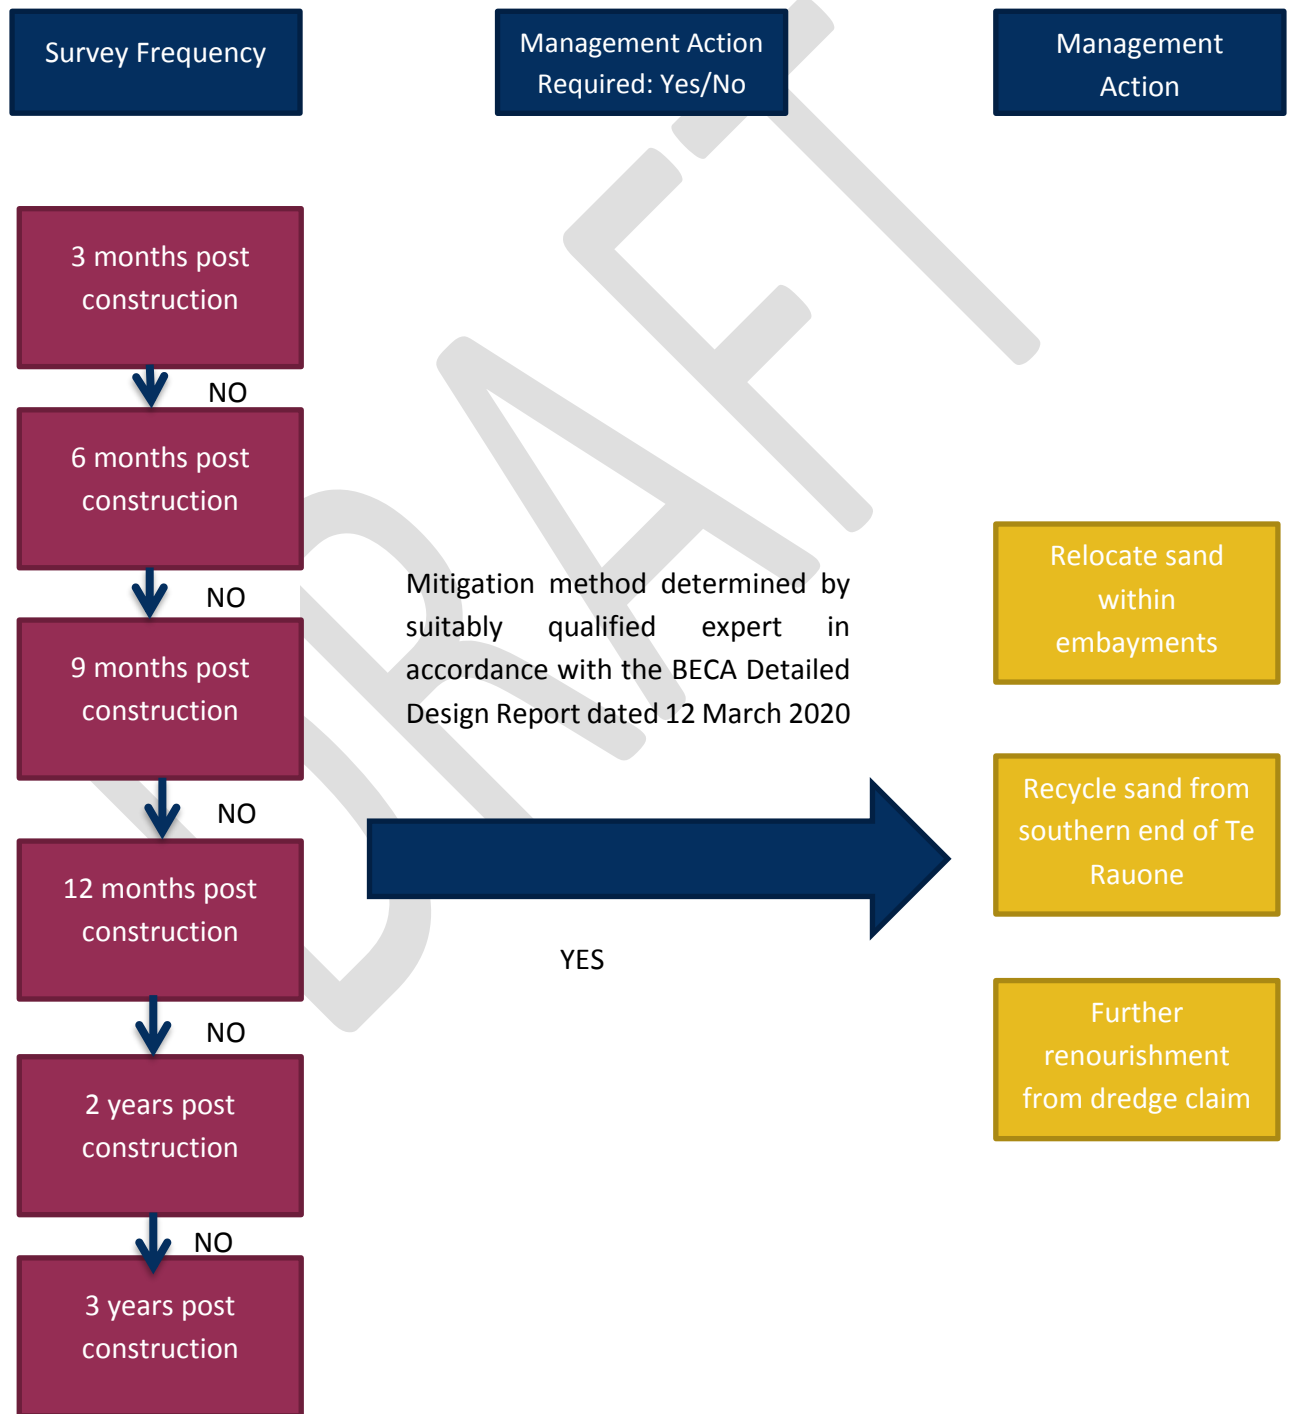 Survey Frequency
Management Action
Required: Yes/No
Management
Action
3 months post
construction
NO
6 months post
construction
NO
9 months post
construction
NO
12 months post
construction
NO
2 years post
construction
NO
3 years post
construction
Mitigation method determined by
suitably qualified expert in
accordance with the BECA Detailed
Design Report dated 12 March 2020
YES
Relocate sand
within
embayments
Recycle sand from
southern end of Te
Rauone
Further
renourishment
from dredge claim
DRAFT